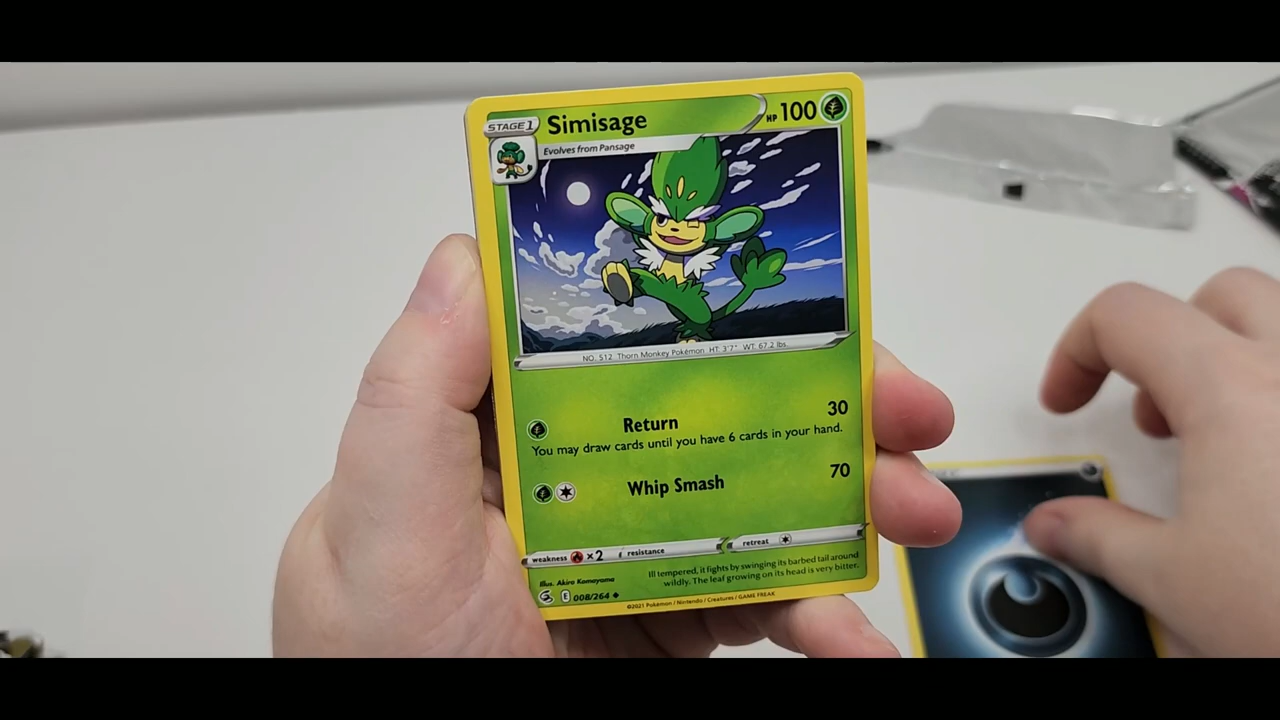 STAGE 1 Simisage HP 100
Evolves from Pansage
NO. 512 Thorn Monkey Pokémon HT: 3'7" WT: 67.2 lbs.
Return 30
You may draw cards until you have 6 cards in your hand.
Whip Smash 70
weakness ×2 resistance retreat
Illus. Akira Komayama
Ill tempered, it fights by swinging its barbed tail around
wildly. The leaf growing on its head is very bitter.
E 008/264
©2021 Pokémon / Nintendo / Creatures / GAME FREAK